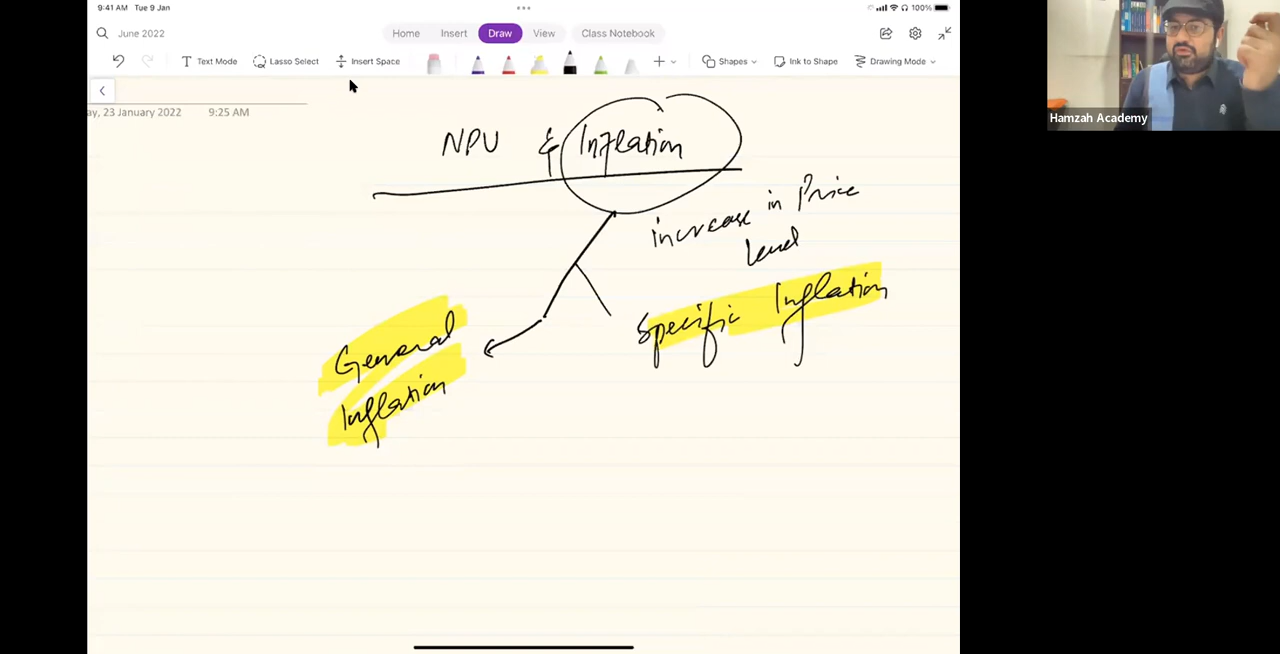 9:41 AM Tue 9 Jan
100%
June 2022
Home Insert Draw View Class Notebook
Text Mode Lasso Select Insert Space Shapes Ink to Shape Drawing Mode
ay, 23 January 2022 9:25 AM
NPV & Inflation
increase in Price
level
Specific Inflation
General
Inflation
Hamzah Academy